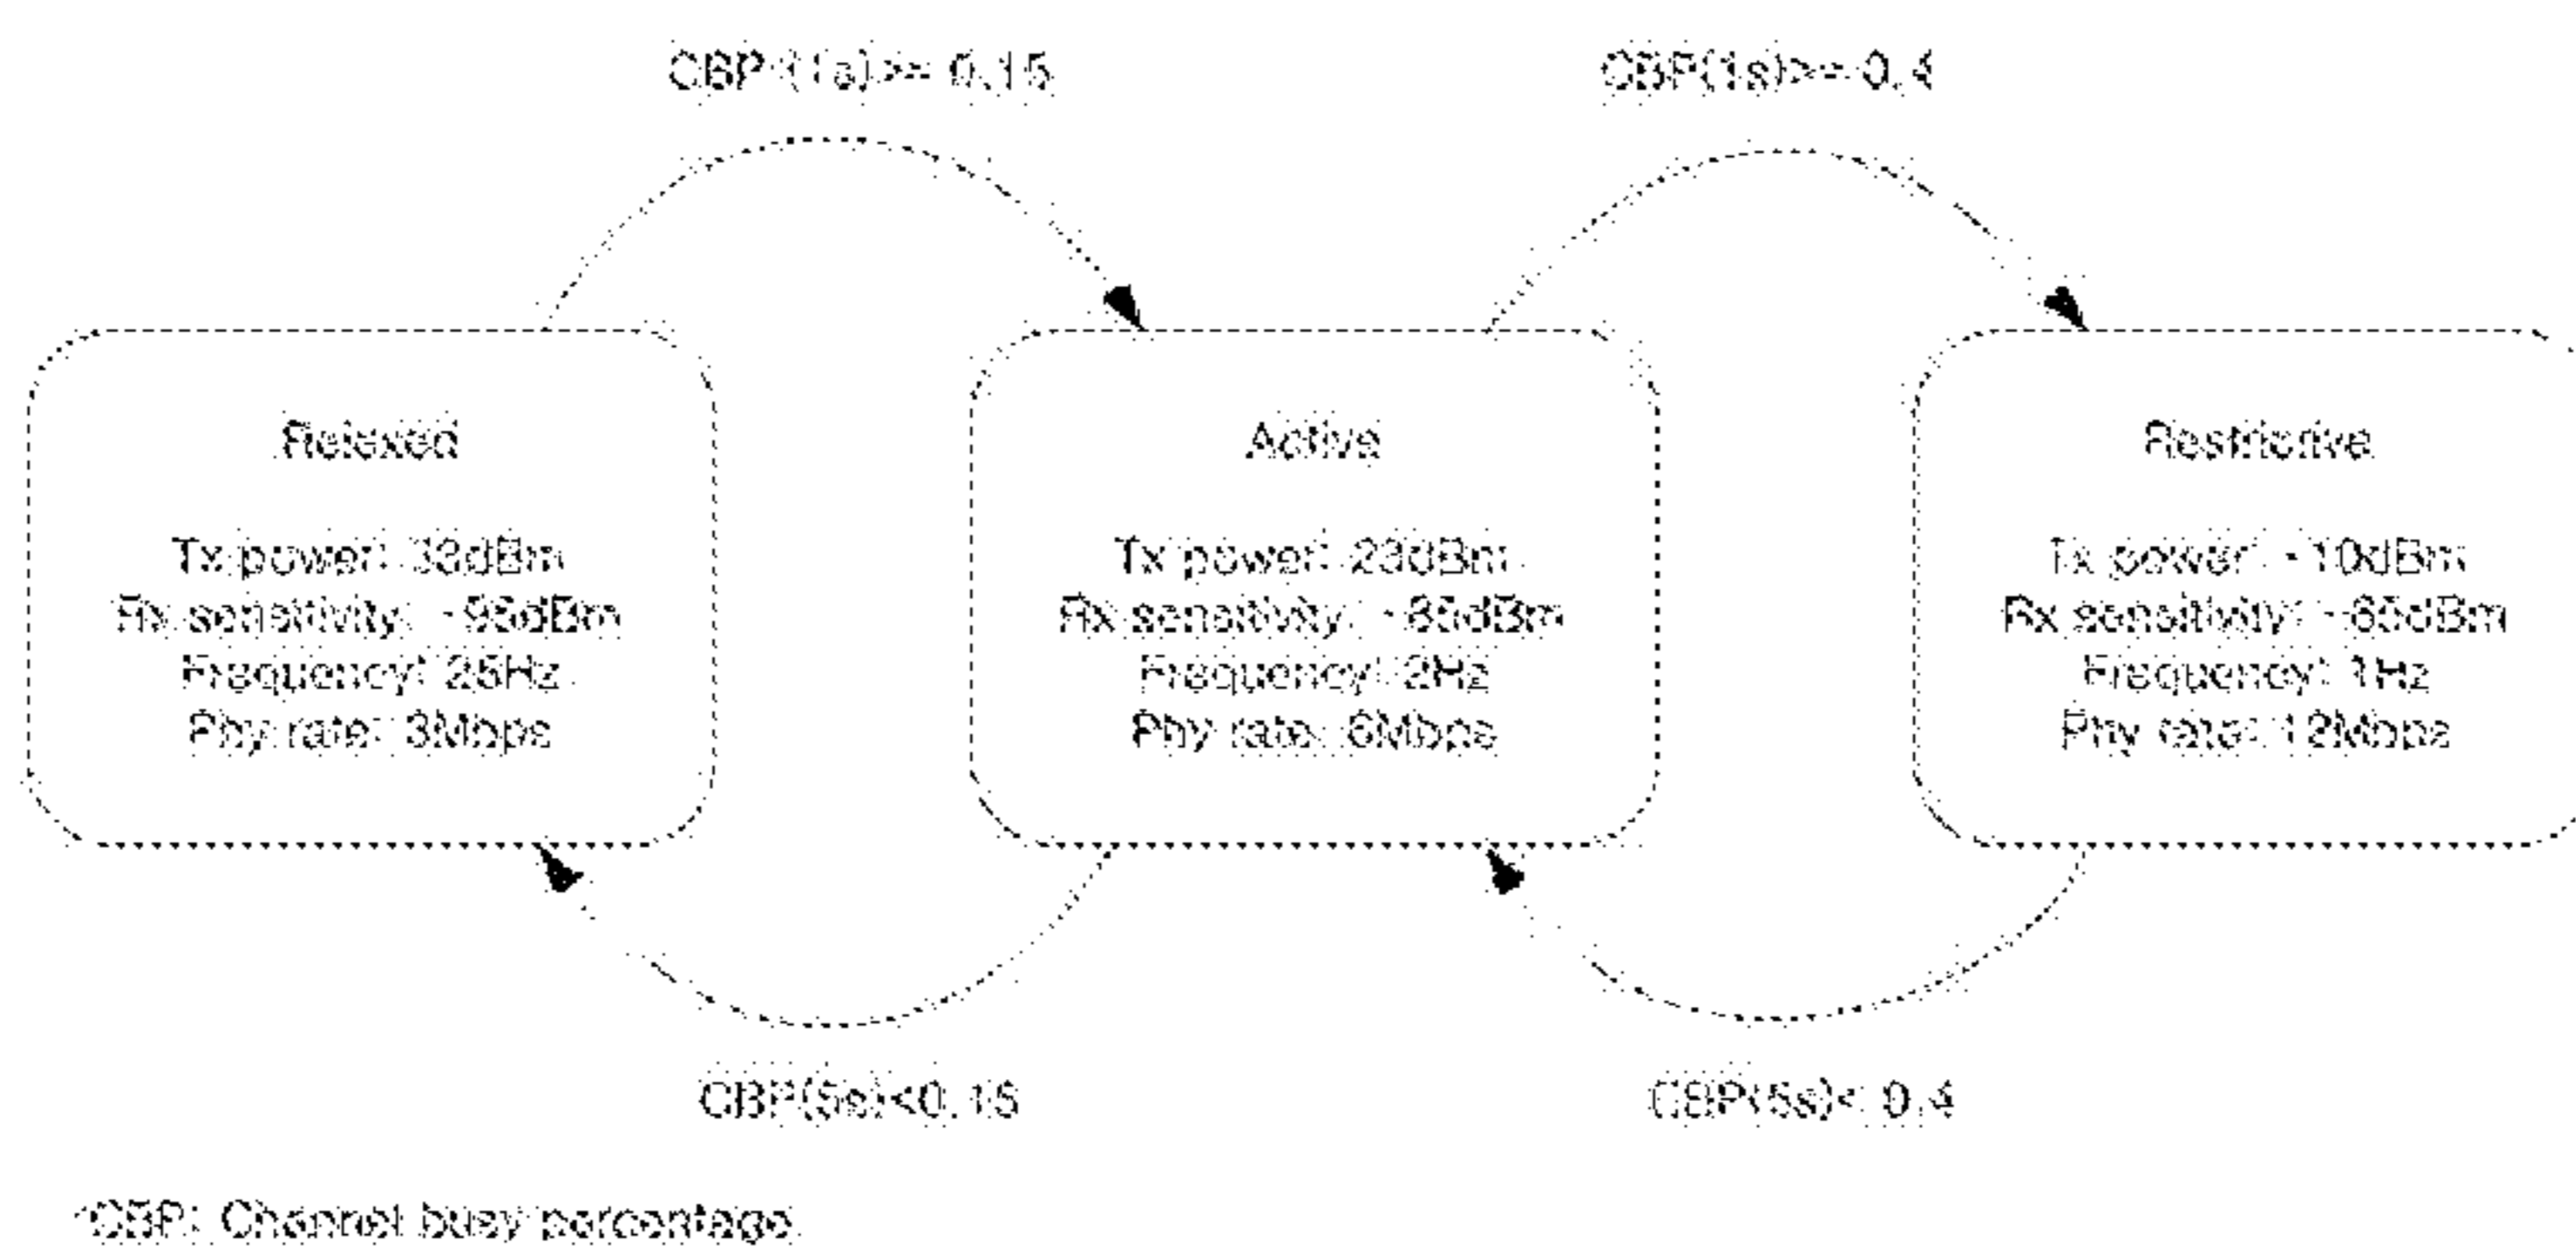 CBP (1s)>= 0.15
CBP(1s)>= 0.4
Relaxed
Tx power: 33dBm
Rx sensitivity: -95dBm
Frequency: 25Hz
Phy rate: 3Mbps
Active
Tx power: 23dBm
Rx sensitivity: -85dBm
Frequency: 2Hz
Phy rate: 6Mbps
Restrictive
Tx power: -10dBm
Rx sensitivity: -65dBm
Frequency: 1Hz
Phy rate: 12Mbps
CBP(5s)<0.15
CBP(5s)< 0.4
*CBP: Channel busy percentage